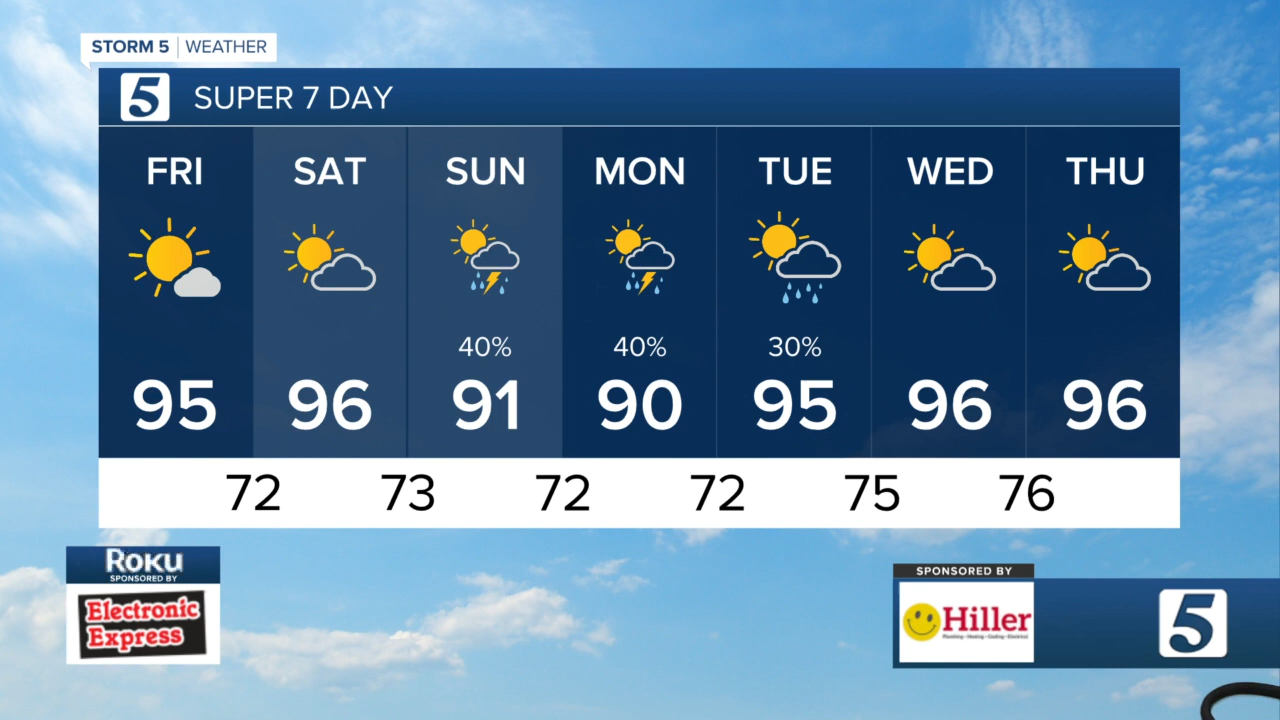 STORM 5 | WEATHER
5 SUPER 7 DAY
FRI SAT SUN MON TUE WED THU
40% 40% 30%
95 96 91 90 95 96 96
72 73 72 72 75 76
Roku
SPONSORED BY
Electronic
Express
SPONSORED BY
Hiller
Plumbing • Heating • Cooling • Electrical
5